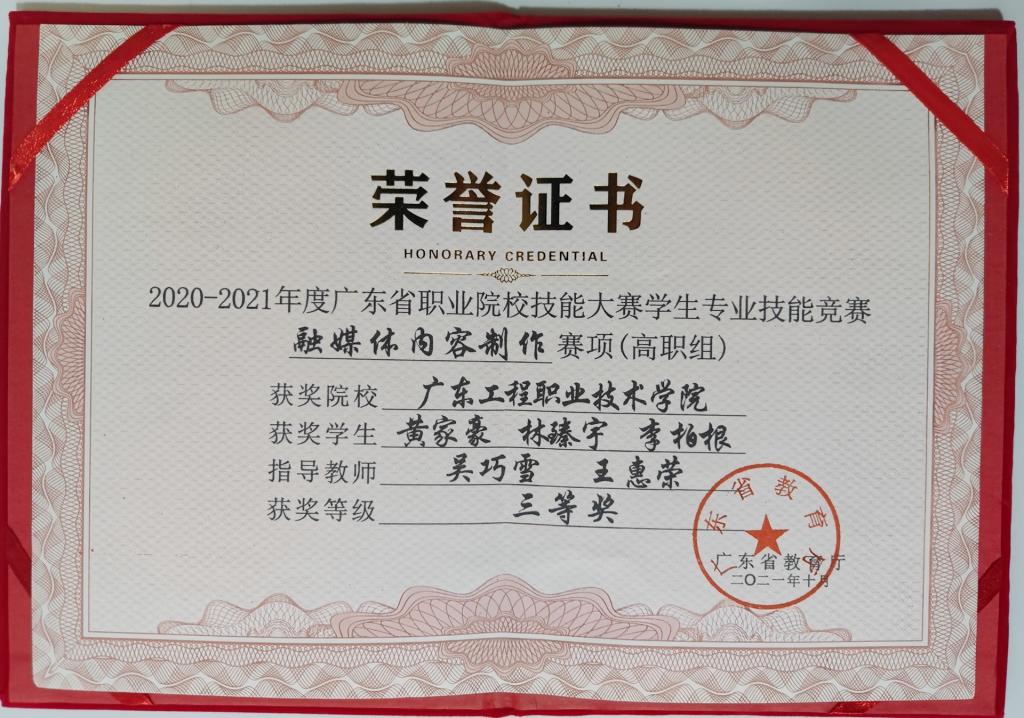 荣誉证书
HONORARY CREDENTIAL
2020-2021年度广东省职业院校技能大赛学生专业技能竞赛
融媒体内容制作 赛项(高职组)
获奖院校 广东工程职业技术学院
获奖学生 黄家豪 林臻宇 李柏根
指导教师 吴巧雪 王惠荣
获奖等级 三等奖
广东省教育厅
广东省教育厅
二〇二一年十月